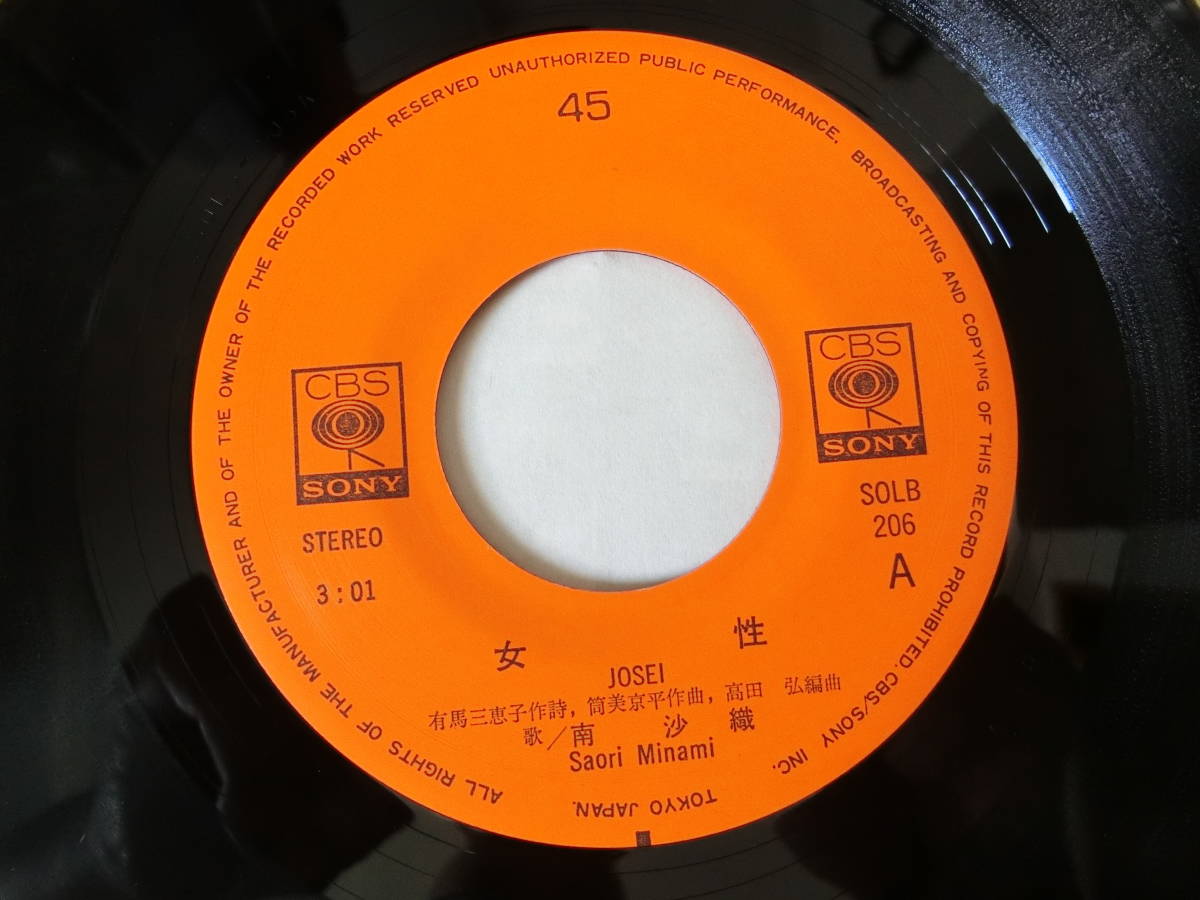 45
ALL RIGHTS OF THE MANUFACTURER AND OF THE OWNER OF THE RECORDED WORK RESERVED UNAUTHORIZED PUBLIC PERFORMANCE, BROADCASTING AND COPYING OF THIS RECORD PROHIBITED. CBS/SONY INC.
TOKYO JAPAN.
CBS
SONY
CBS
SONY
STEREO
3:01
SOLB
206
A
女 性
JOSEI
有馬三恵子作詩,筒美京平作曲,高田 弘編曲
歌/南 沙 織
Saori Minami